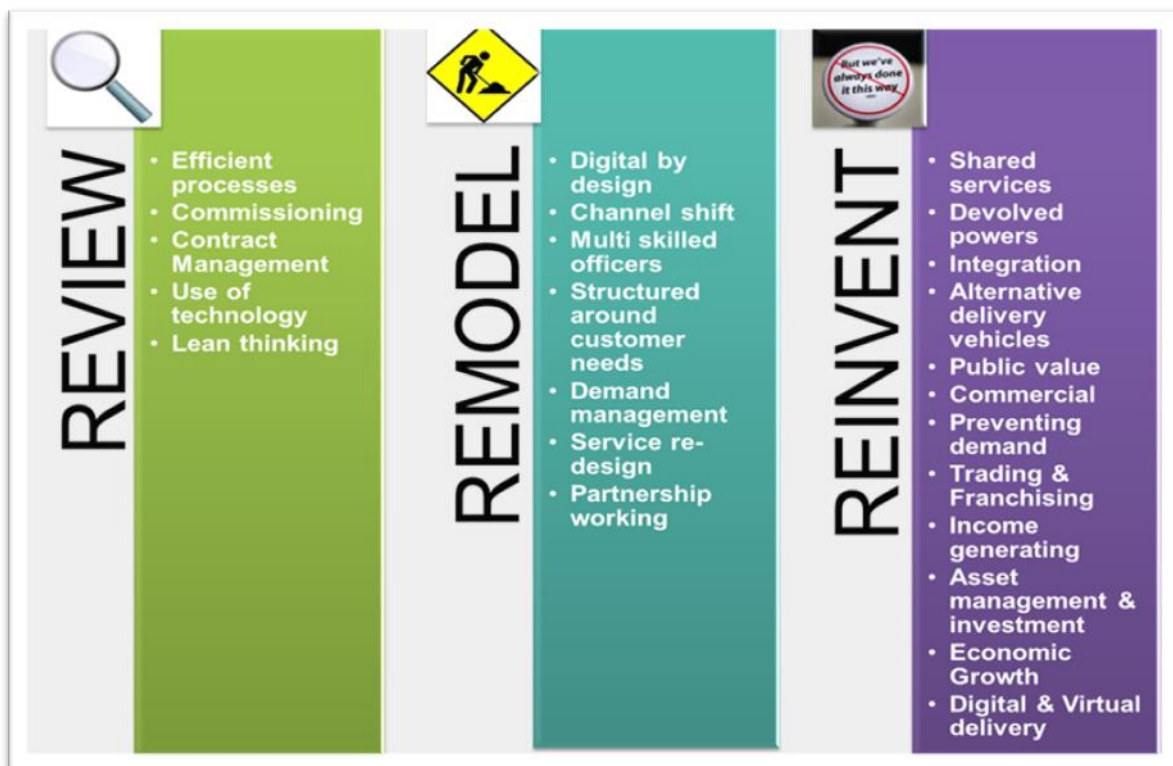 REVIEW
• Efficient
processes
• Commissioning
• Contract
Management
• Use of
technology
• Lean thinking
REMODEL
• Digital by
design
• Channel shift
• Multi skilled
officers
• Structured
around
customer
needs
• Demand
management
• Service re-
design
• Partnership
working
But we've
always done
it this way
REINVENT
• Shared
services
• Devolved
powers
• Integration
• Alternative
delivery
vehicles
• Public value
• Commercial
• Preventing
demand
• Trading &
Franchising
• Income
generating
• Asset
management &
investment
• Economic
Growth
• Digital & Virtual
delivery